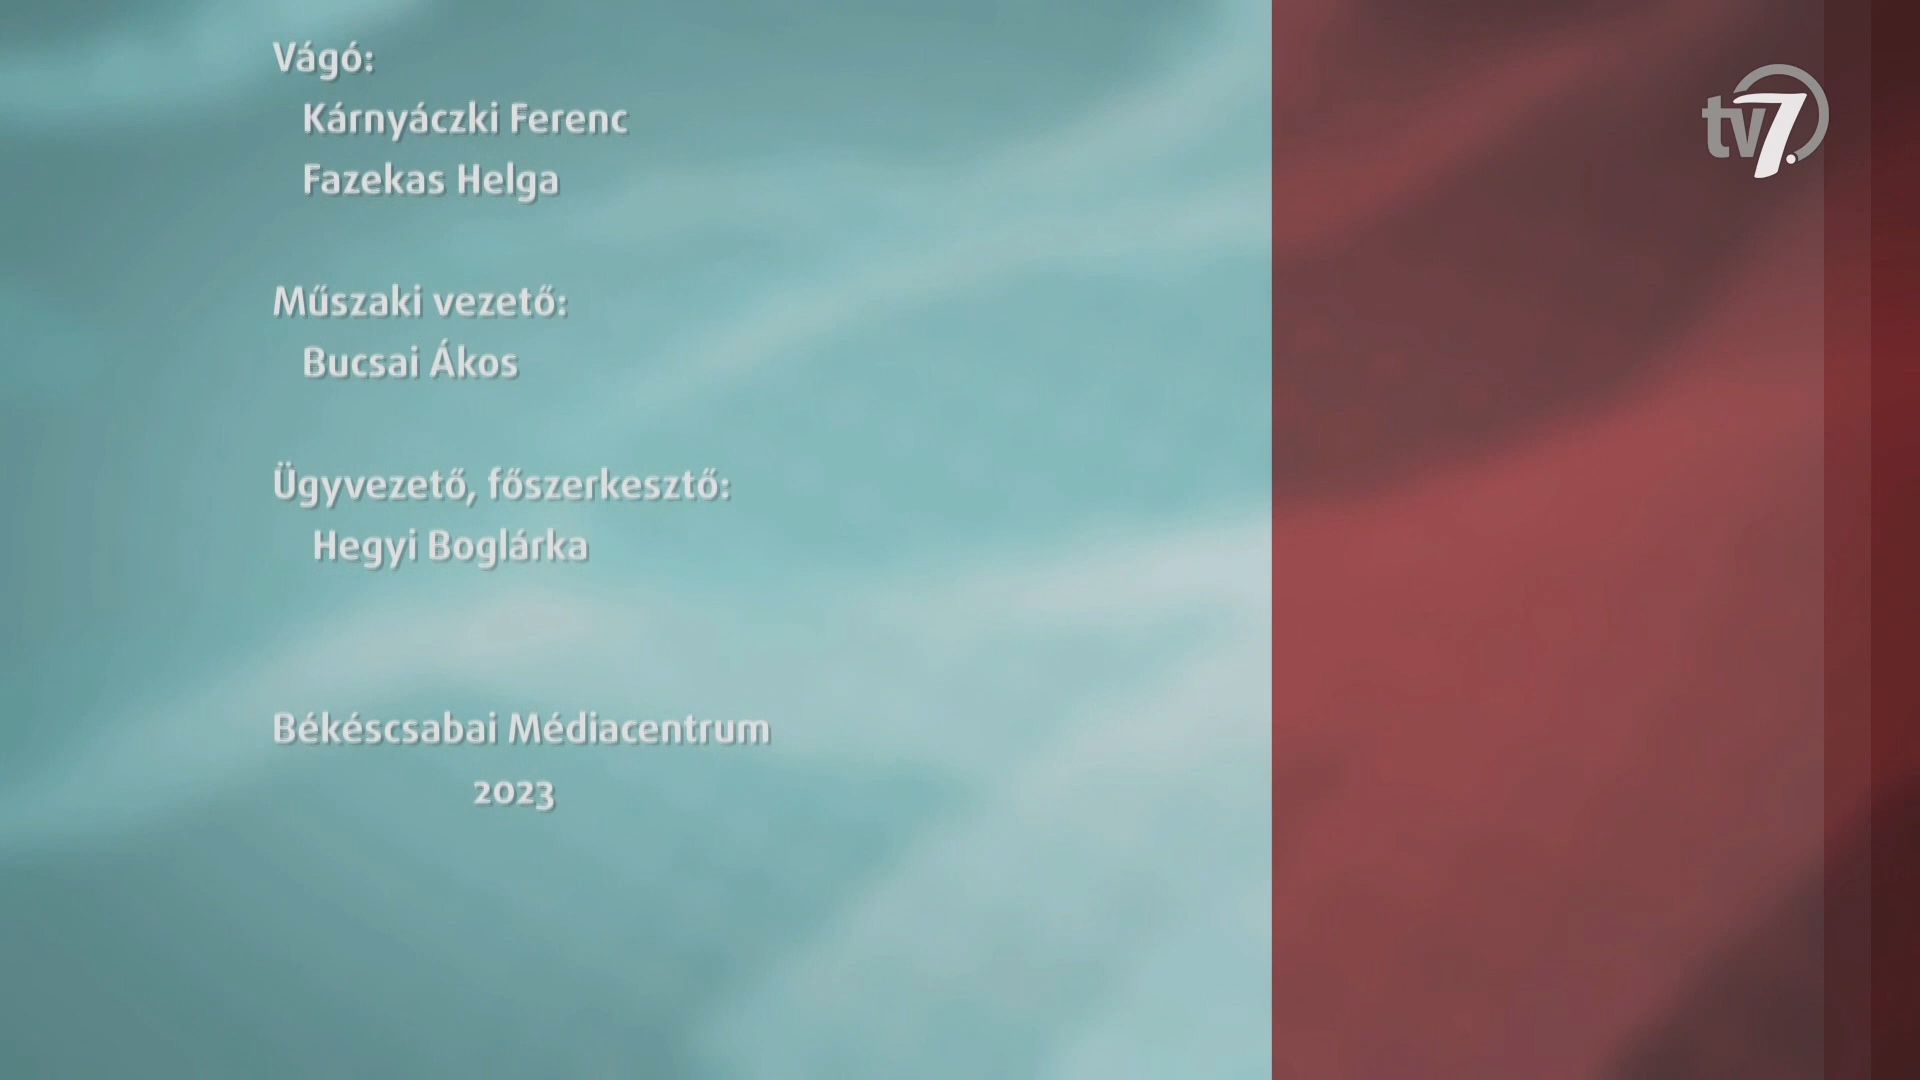 Vágó:
Kárnyáczki Ferenc
Fazekas Helga
Műszaki vezető:
Bucsai Ákos
Ügyvezető, főszerkesztő:
Hegyi Boglárka
Békéscsabai Médiacentrum
2023
tv7.